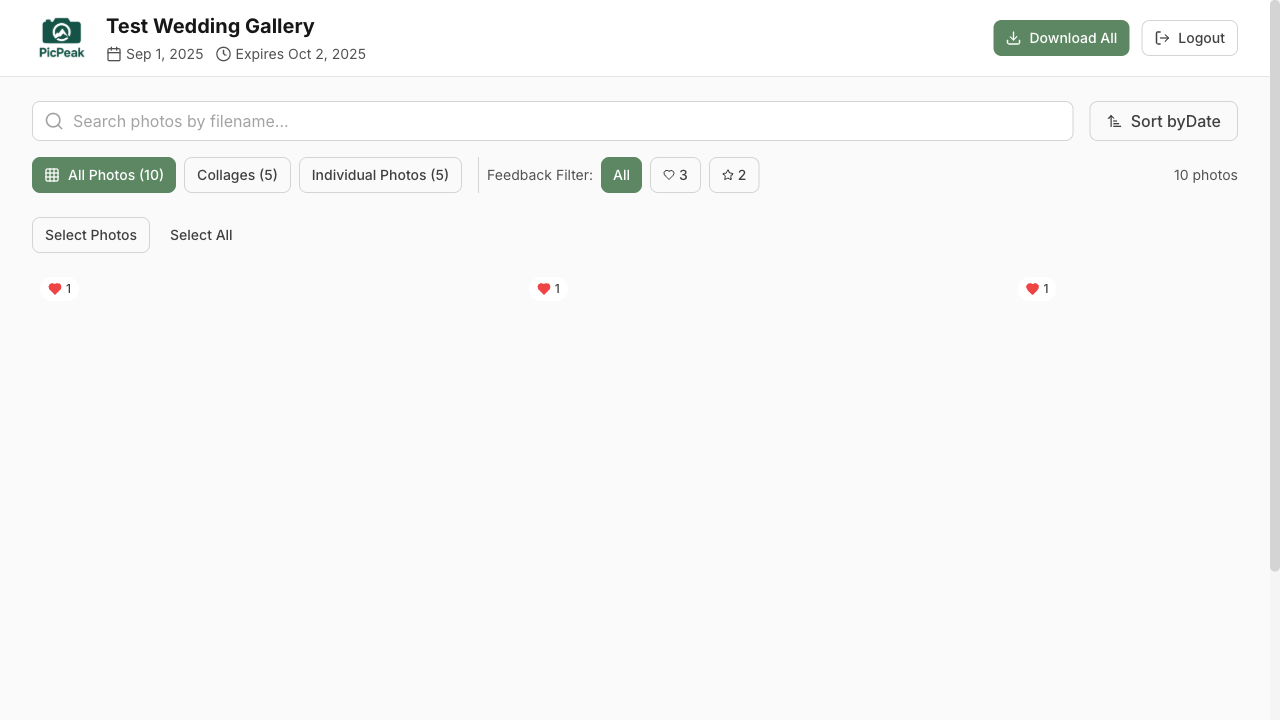 PicPeak
Test Wedding Gallery
Sep 1, 2025 Expires Oct 2, 2025
Download All
Logout
Search photos by filename...
Sort byDate
All Photos (10) Collages (5) Individual Photos (5) Feedback Filter: All 3 2 10 photos
Select Photos Select All
1 1 1